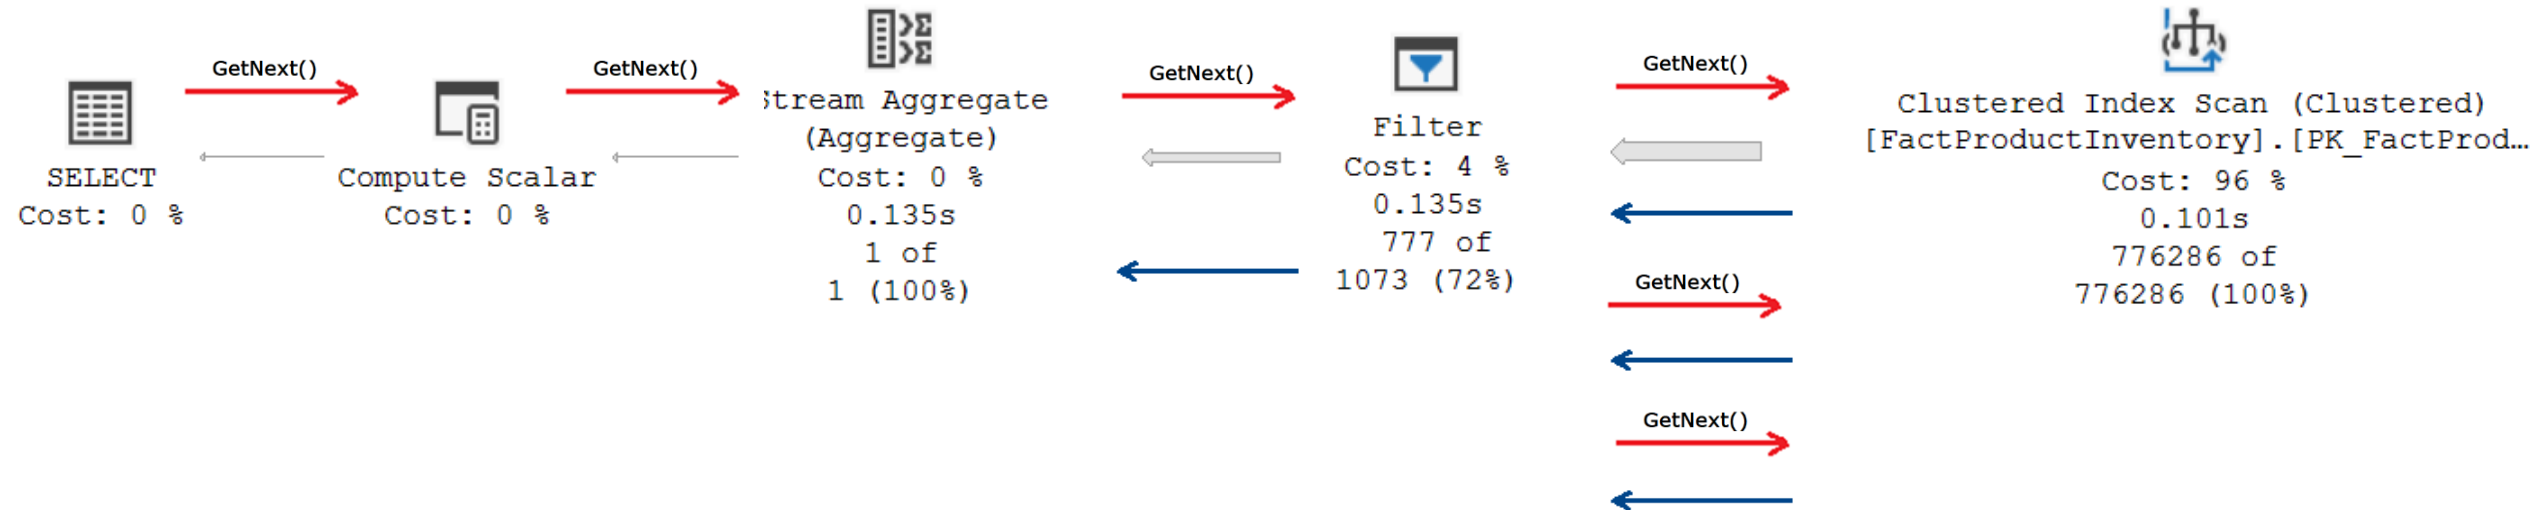 GetNext()
SELECT
Cost: 0 %
GetNext()
Compute Scalar
Cost: 0 %
Stream Aggregate
(Aggregate)
Cost: 0 %
0.135s
1 of
1 (100%)
GetNext()
Filter
Cost: 4 %
0.135s
777 of
1073 (72%)
GetNext()
GetNext()
GetNext()
Clustered Index Scan (Clustered)
[FactProductInventory].[PK_FactProd…
Cost: 96 %
0.101s
776286 of
776286 (100%)